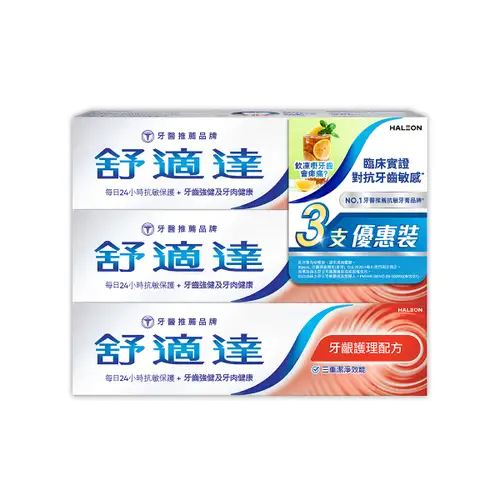 牙醫推薦品牌
舒適達
每日24小時抗敏保護 + 牙齒強健及牙肉健康
HALEON
飲凍嘢牙齒
會痺痛?
臨床實證
對抗牙齒敏感*
NO.1 牙醫推薦抗敏牙膏品牌
3支優惠裝
牙醫推薦品牌
舒適達
每日24小時抗敏保護 + 牙齒強健及牙肉健康
HALEON
牙醫推薦品牌
舒適達
每日24小時抗敏保護 + 牙齒強健及牙肉健康
牙齦護理配方
三重潔淨效能